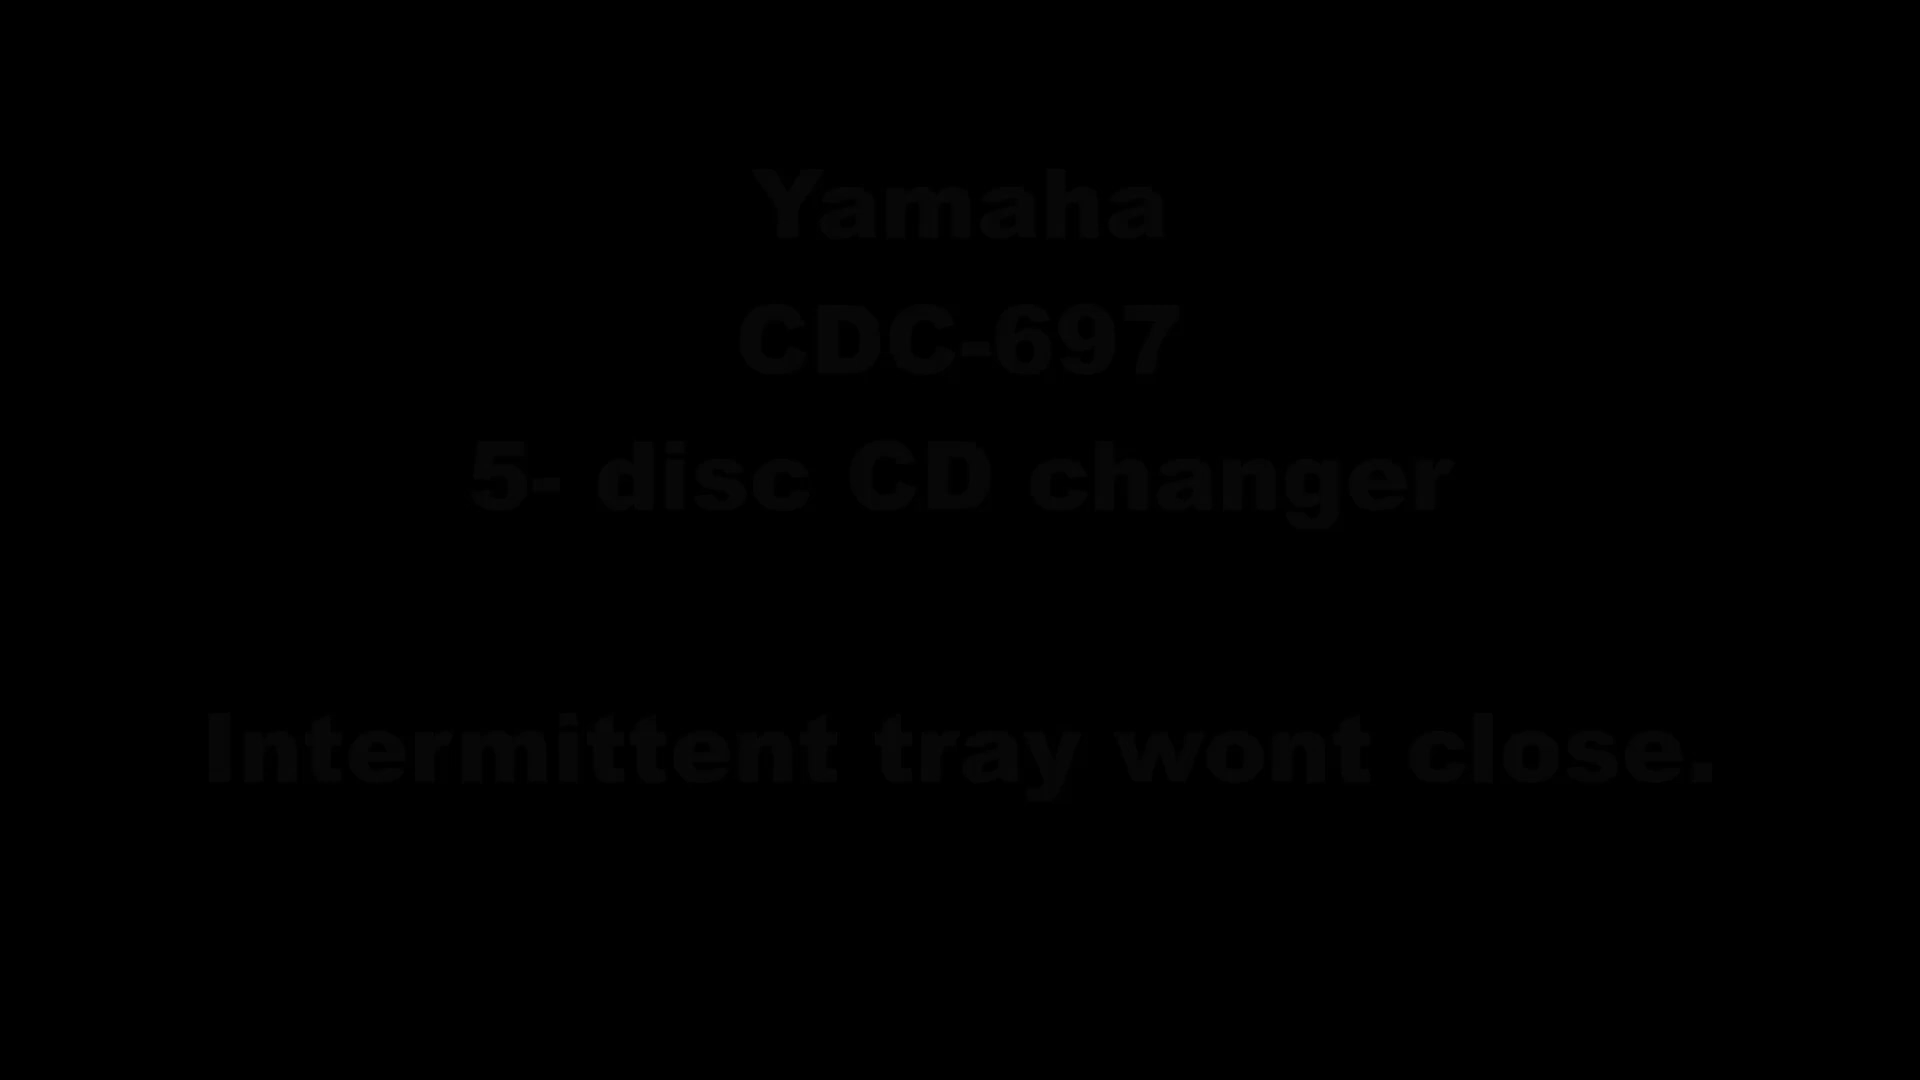 Yamaha
CDC-697
5- disc CD changer
Intermittent tray wont close.